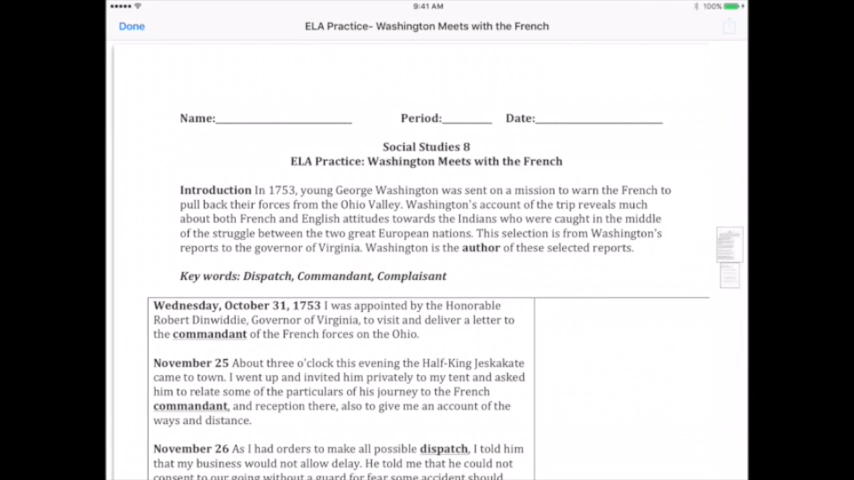 9:41 AM
100%
Done
ELA Practice- Washington Meets with the French
Name:____________________ Period:________ Date:____________________
Social Studies 8
ELA Practice: Washington Meets with the French
Introduction In 1753, young George Washington was sent on a mission to warn the French to
pull back their forces from the Ohio Valley. Washington's account of the trip reveals much
about both French and English attitudes towards the Indians who were caught in the middle
of the struggle between the two great European nations. This selection is from Washington's
reports to the governor of Virginia. Washington is the author of these selected reports.
Key words: Dispatch, Commandant, Complaisant
Wednesday, October 31, 1753 I was appointed by the Honorable
Robert Dinwiddie, Governor of Virginia, to visit and deliver a letter to
the commandant of the French forces on the Ohio.
November 25 About three o'clock this evening the Half-King Jeskakate
came to town. I went up and invited him privately to my tent and asked
him to relate some of the particulars of his journey to the French
commandant, and reception there, also to give me an account of the
ways and distance.
November 26 As I had orders to make all possible dispatch, I told him
that my business would not allow delay. He told me that he could not
consent to our going without a guard for fear some accident should